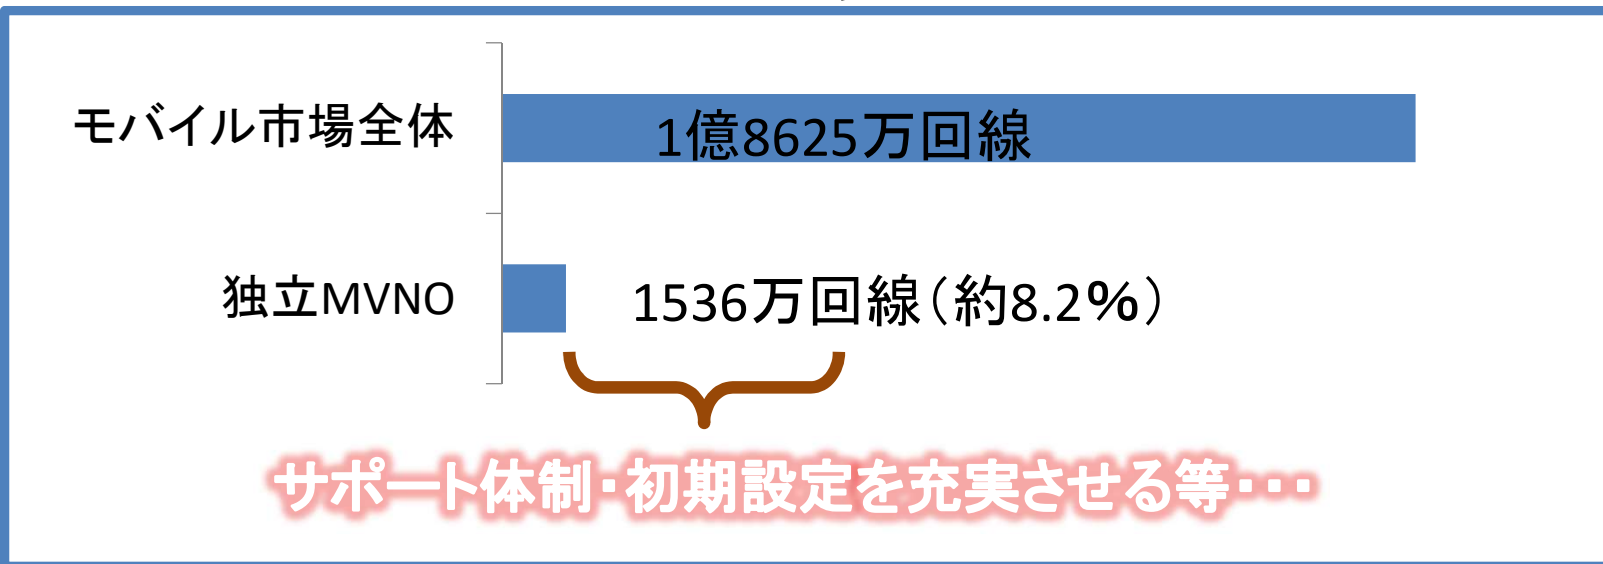 モバイル市場全体
1億8625万回線
独立MVNO
1536万回線（約8.2%）
サポート体制・初期設定を充実させる等・・・